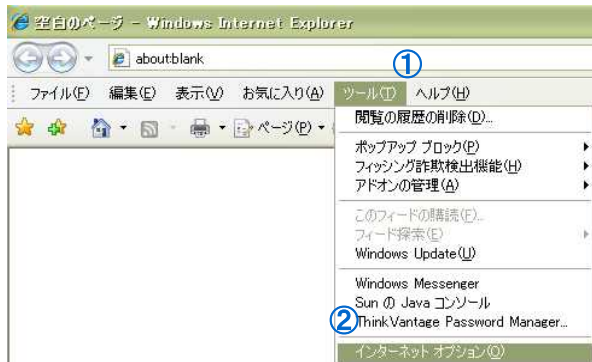 空白のページ - Windows Internet Explorer
about:blank
①
ファイル(F) 編集(E) 表示(V) お気に入り(A) ツール(T) ヘルプ(H)
閲覧の履歴の削除(D)...
ページ(P)
ポップアップ ブロック(P)
フィッシング詐欺検出機能(H)
アドオンの管理(A)
このフィードの購読(F)...
フィード探索(E)
Windows Update(U)
Windows Messenger
Sun の Java コンソール
② ThinkVantage Password Manager...
インターネット オプション(O)